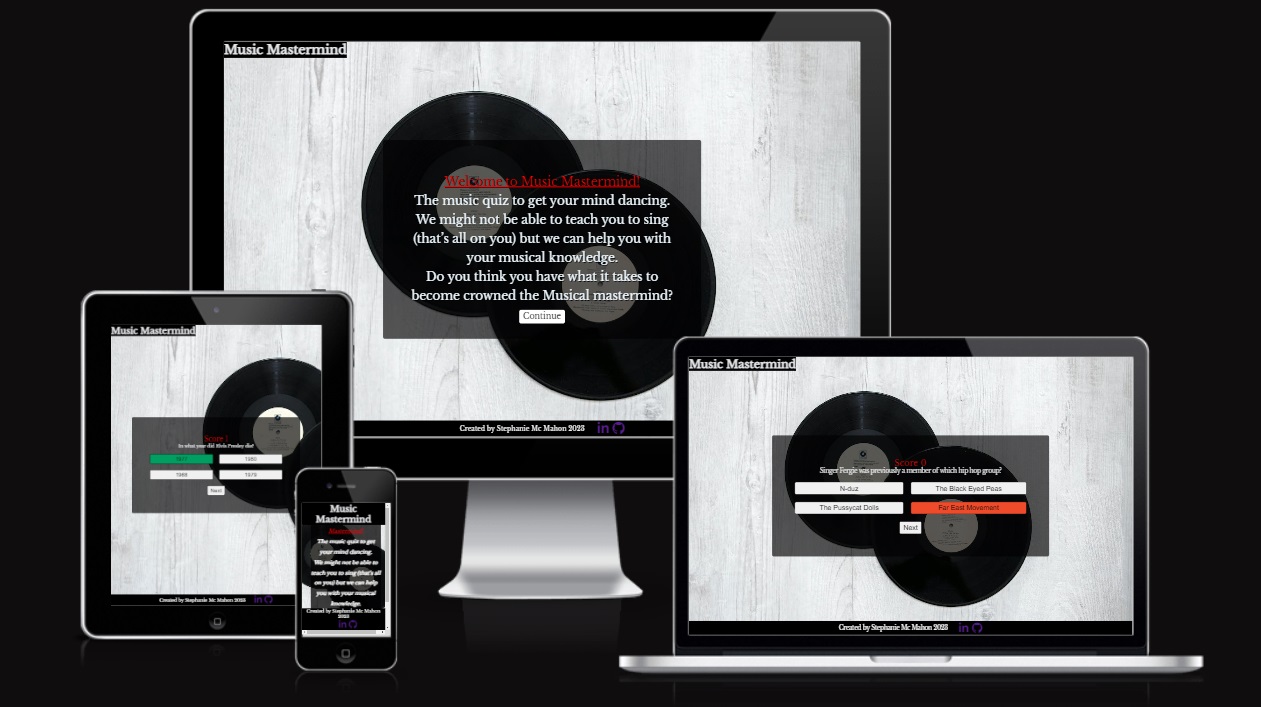 Music Mastermind
Welcome to Music Mastermind!
The music quiz to get your mind dancing.
We might not be able to teach you to sing
(that's all on you) but we can help you with
your musical knowledge.
Do you think you have what it takes to
become crowned the Musical mastermind?
Continue
Created by Stephanie Mc Mahon 2023
in
Music Mastermind
Score 1
In what year did Elvis Presley die?
1977 1980
1988 1979
Next
Created by Stephanie Mc Mahon 2023
in
Music
Mastermind
The music quiz to get
your mind dancing.
We might not be able to
teach you to sing (that's all
on you) but we can help
you with your musical
knowledge.
Created by Stephanie Mc Mahon
2023
in
Music Mastermind
Score 0
Singer Fergie was previously a member of which hip hop group?
N-duz The Black Eyed Peas
The Pussycat Dolls Far East Movement
Next
Created by Stephanie Mc Mahon 2023
in